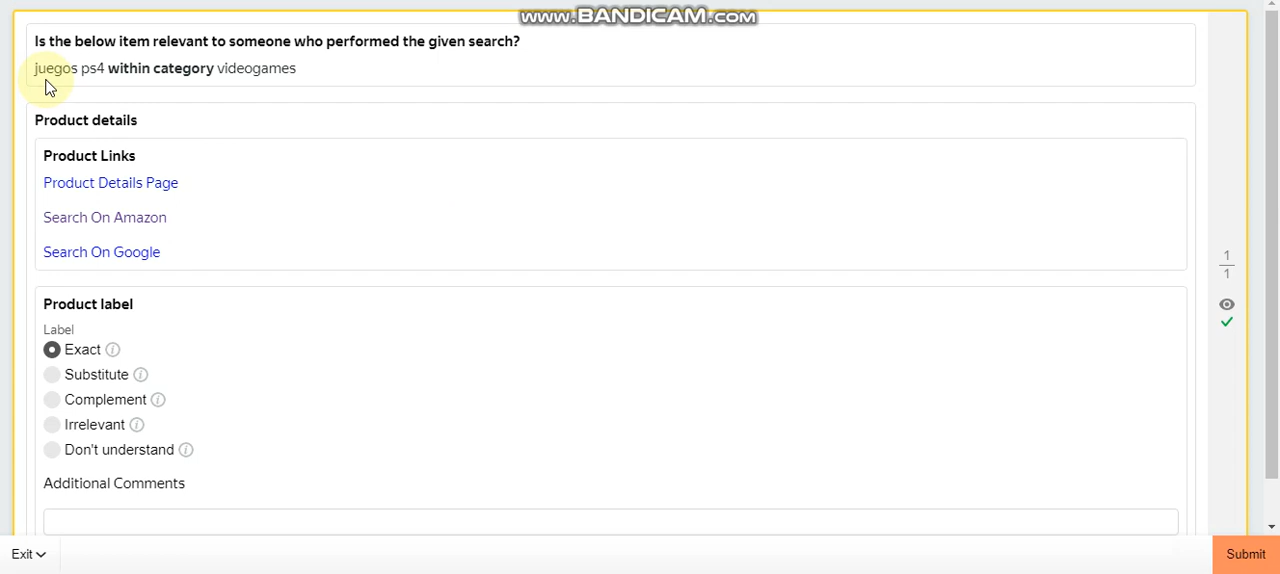 www.BANDICAM.com
Is the below item relevant to someone who performed the given search?
juegos ps4 within category videogames
Product details
Product Links
Product Details Page
Search On Amazon
Search On Google
Product label
Label
Exact
Substitute
Complement
Irrelevant
Don't understand
Additional Comments
1
1
Exit
Submit